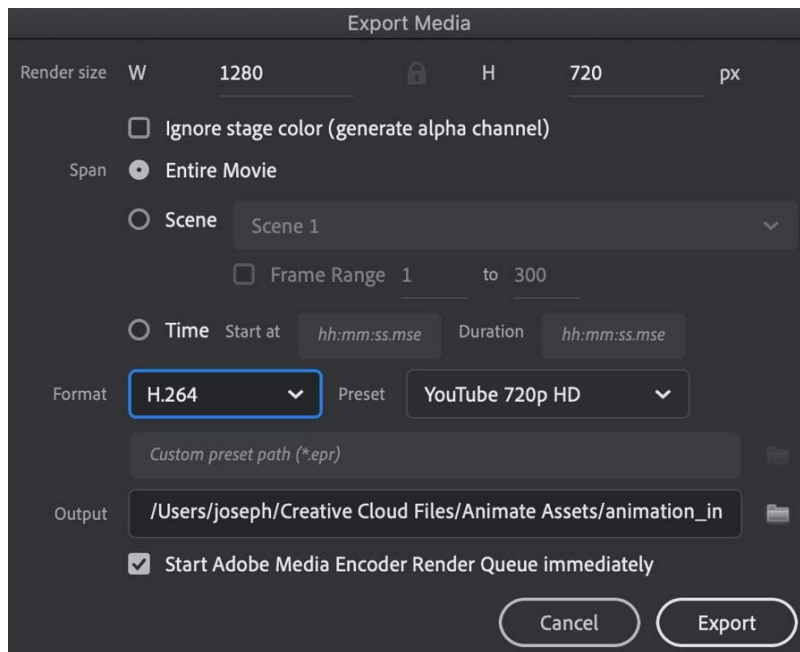 Export Media
Render size W 1280 H 720 px
Ignore stage color (generate alpha channel)
Span Entire Movie
Scene Scene 1
Frame Range 1 to 300
Time Start at hh:mm:ss.mse Duration hh:mm:ss.mse
Format H.264 Preset YouTube 720p HD
Custom preset path (*.epr)
Output /Users/joseph/Creative Cloud Files/Animate Assets/animation_in
Start Adobe Media Encoder Render Queue immediately
Cancel Export